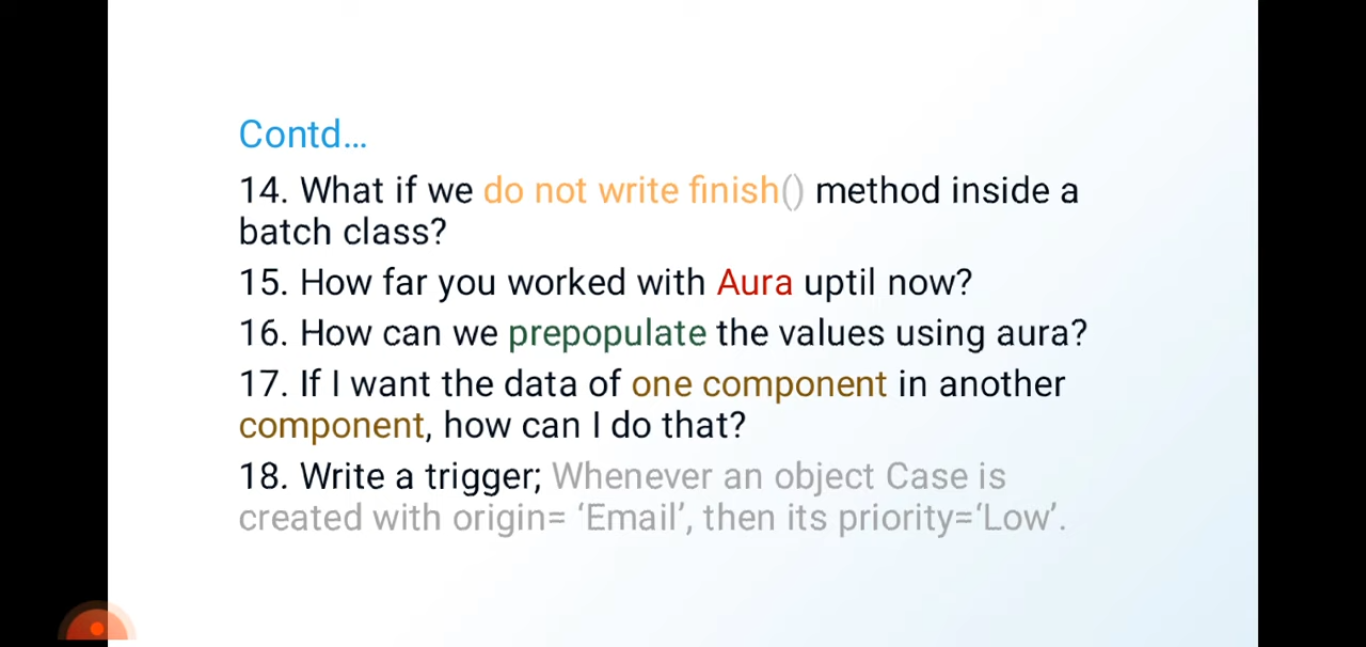 Contd...
14. What if we do not write finish() method inside a
batch class?
15. How far you worked with Aura uptil now?
16. How can we prepopulate the values using aura?
17. If I want the data of one component in another
component, how can I do that?
18. Write a trigger; Whenever an object Case is
created with origin= ‘Email’, then its priority=‘Low’.